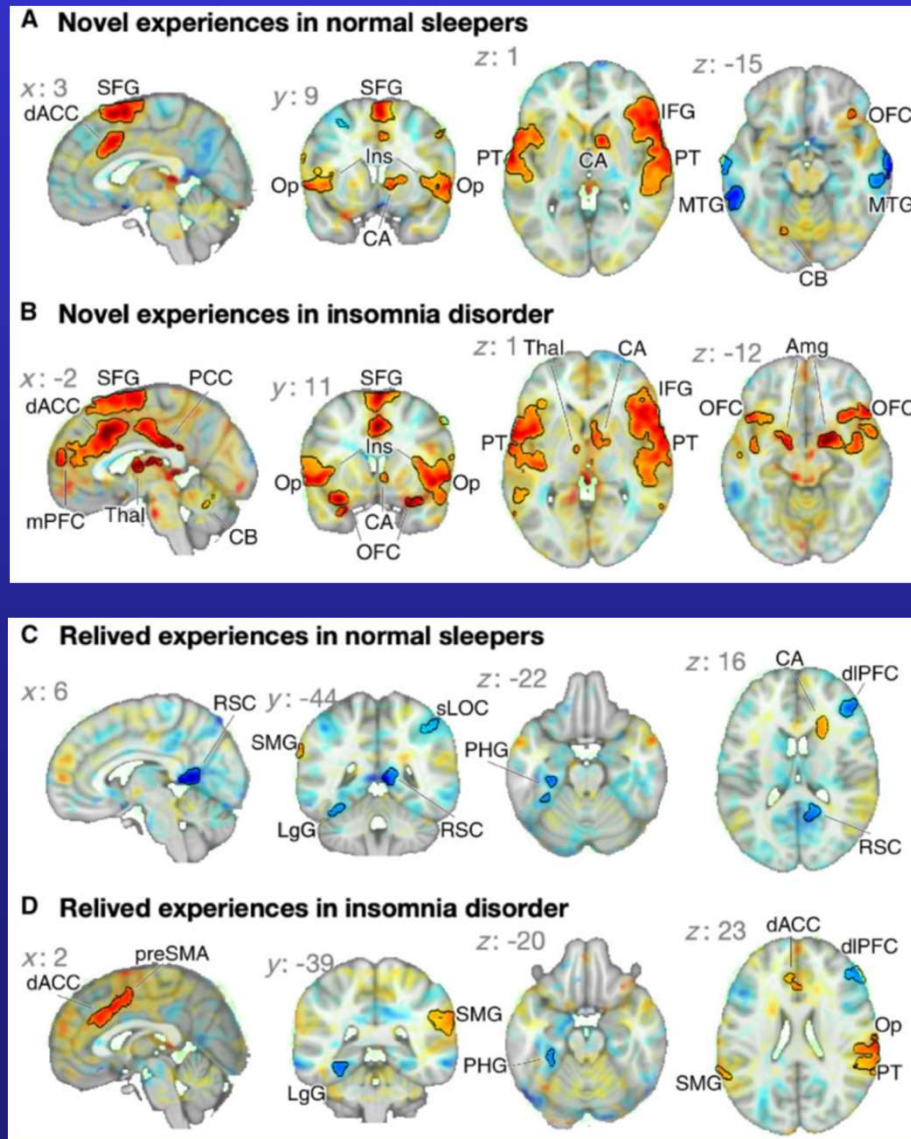 A Novel experiences in normal sleepers
x: 3
SFG
dACC
y: 9
SFG
Ins
Op
Op
CA
z: 1
IFG
PT
CA
PT
z: -15
OFC
MTG
MTG
CB
B Novel experiences in insomnia disorder
x: -2
SFG
PCC
dACC
mPFC
Thal
CB
y: 11
SFG
Ins
Op
Op
CA
OFC
z: 1
Thal
CA
IFG
PT
PT
z: -12
Amg
OFC
OFC
C Relived experiences in normal sleepers
x: 6
RSC
y: -44
sLOC
SMG
LgG
RSC
z: -22
PHG
z: 16
CA
dlPFC
RSC
D Relived experiences in insomnia disorder
x: 2
preSMA
dACC
y: -39
SMG
LgG
z: -20
PHG
z: 23
dACC
dlPFC
Op
SMG
PT